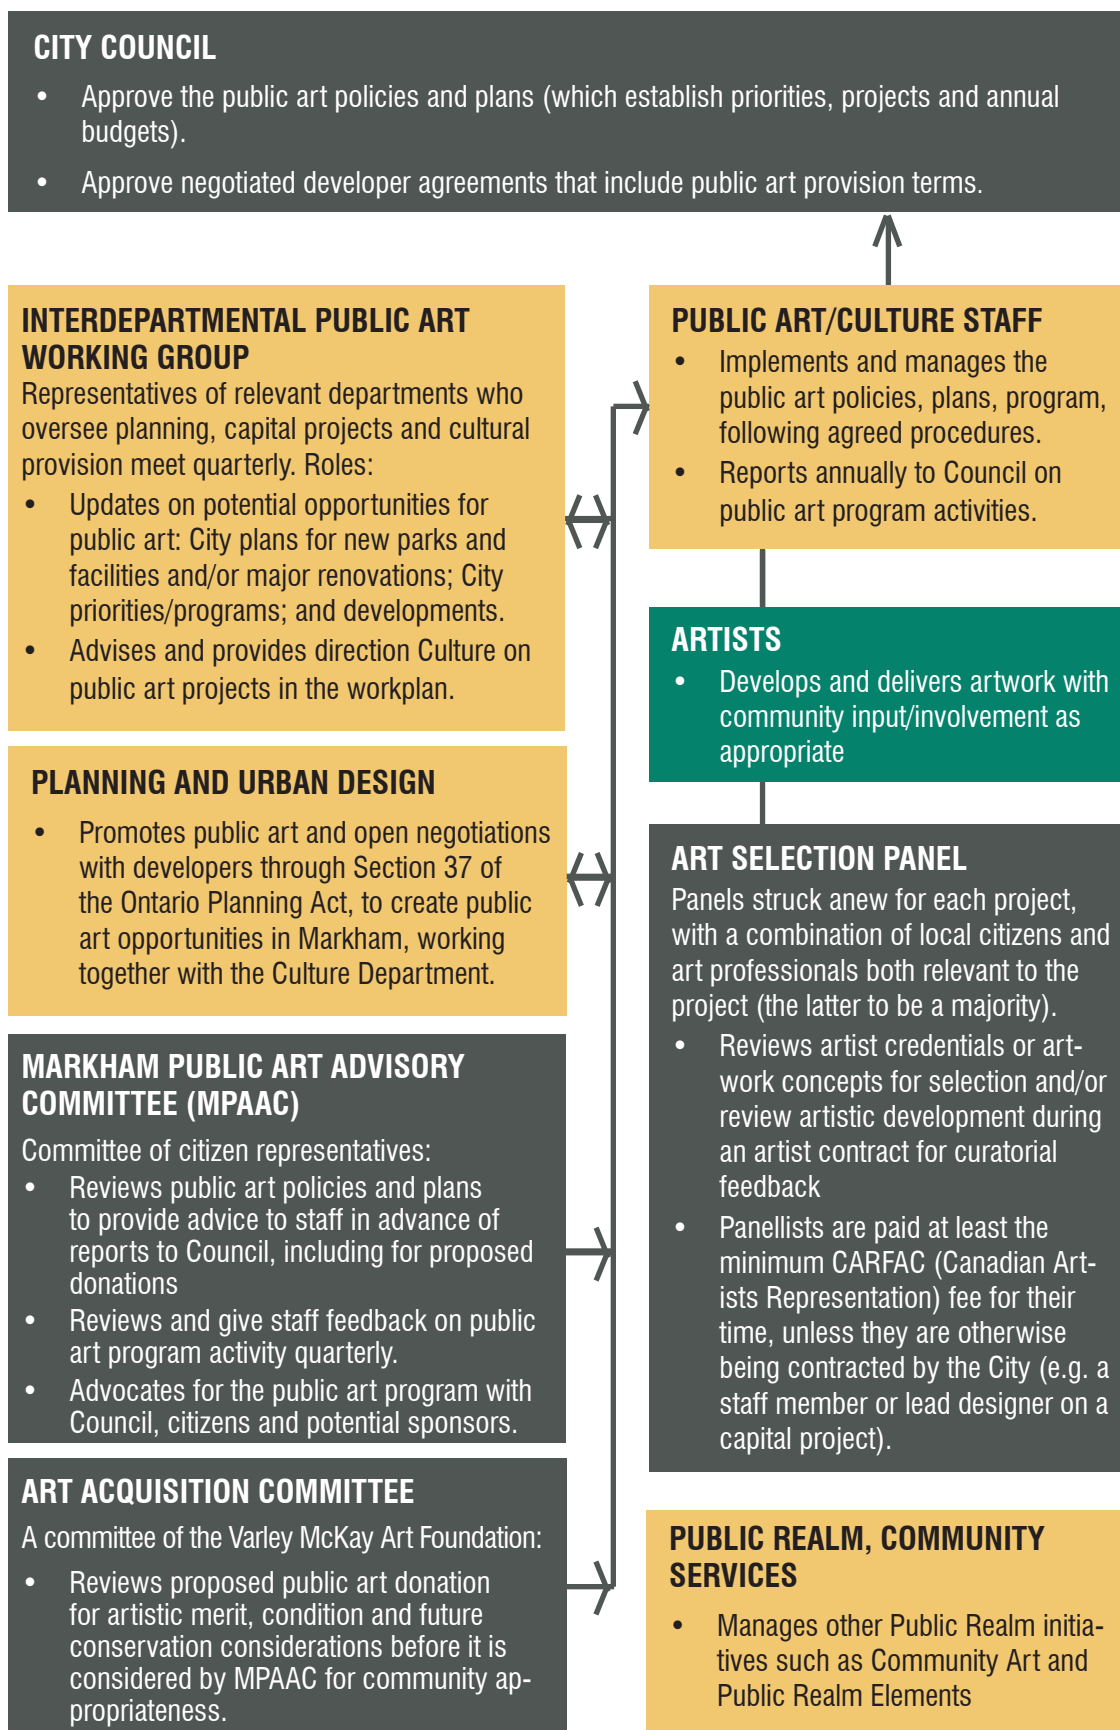 CITY COUNCIL
• Approve the public art policies and plans (which establish priorities, projects and annual
budgets).
• Approve negotiated developer agreements that include public art provision terms.
INTERDEPARTMENTAL PUBLIC ART
WORKING GROUP
Representatives of relevant departments who
oversee planning, capital projects and cultural
provision meet quarterly. Roles:
• Updates on potential opportunities for
public art: City plans for new parks and
facilities and/or major renovations; City
priorities/programs; and developments.
• Advises and provides direction Culture on
public art projects in the workplan.
PLANNING AND URBAN DESIGN
• Promotes public art and open negotiations
with developers through Section 37 of
the Ontario Planning Act, to create public
art opportunities in Markham, working
together with the Culture Department.
MARKHAM PUBLIC ART ADVISORY
COMMITTEE (MPAAC)
Committee of citizen representatives:
• Reviews public art policies and plans
to provide advice to staff in advance of
reports to Council, including for proposed
donations
• Reviews and give staff feedback on public
art program activity quarterly.
• Advocates for the public art program with
Council, citizens and potential sponsors.
ART ACQUISITION COMMITTEE
A committee of the Varley McKay Art Foundation:
• Reviews proposed public art donation
for artistic merit, condition and future
conservation considerations before it is
considered by MPAAC for community ap-
propriateness.
PUBLIC ART/CULTURE STAFF
• Implements and manages the
public art policies, plans, program,
following agreed procedures.
• Reports annually to Council on
public art program activities.
ARTISTS
• Develops and delivers artwork with
community input/involvement as
appropriate
ART SELECTION PANEL
Panels struck anew for each project,
with a combination of local citizens and
art professionals both relevant to the
project (the latter to be a majority).
• Reviews artist credentials or art-
work concepts for selection and/or
review artistic development during
an artist contract for curatorial
feedback
• Panellists are paid at least the
minimum CARFAC (Canadian Art-
ists Representation) fee for their
time, unless they are otherwise
being contracted by the City (e.g. a
staff member or lead designer on a
capital project).
PUBLIC REALM, COMMUNITY
SERVICES
• Manages other Public Realm initia-
tives such as Community Art and
Public Realm Elements